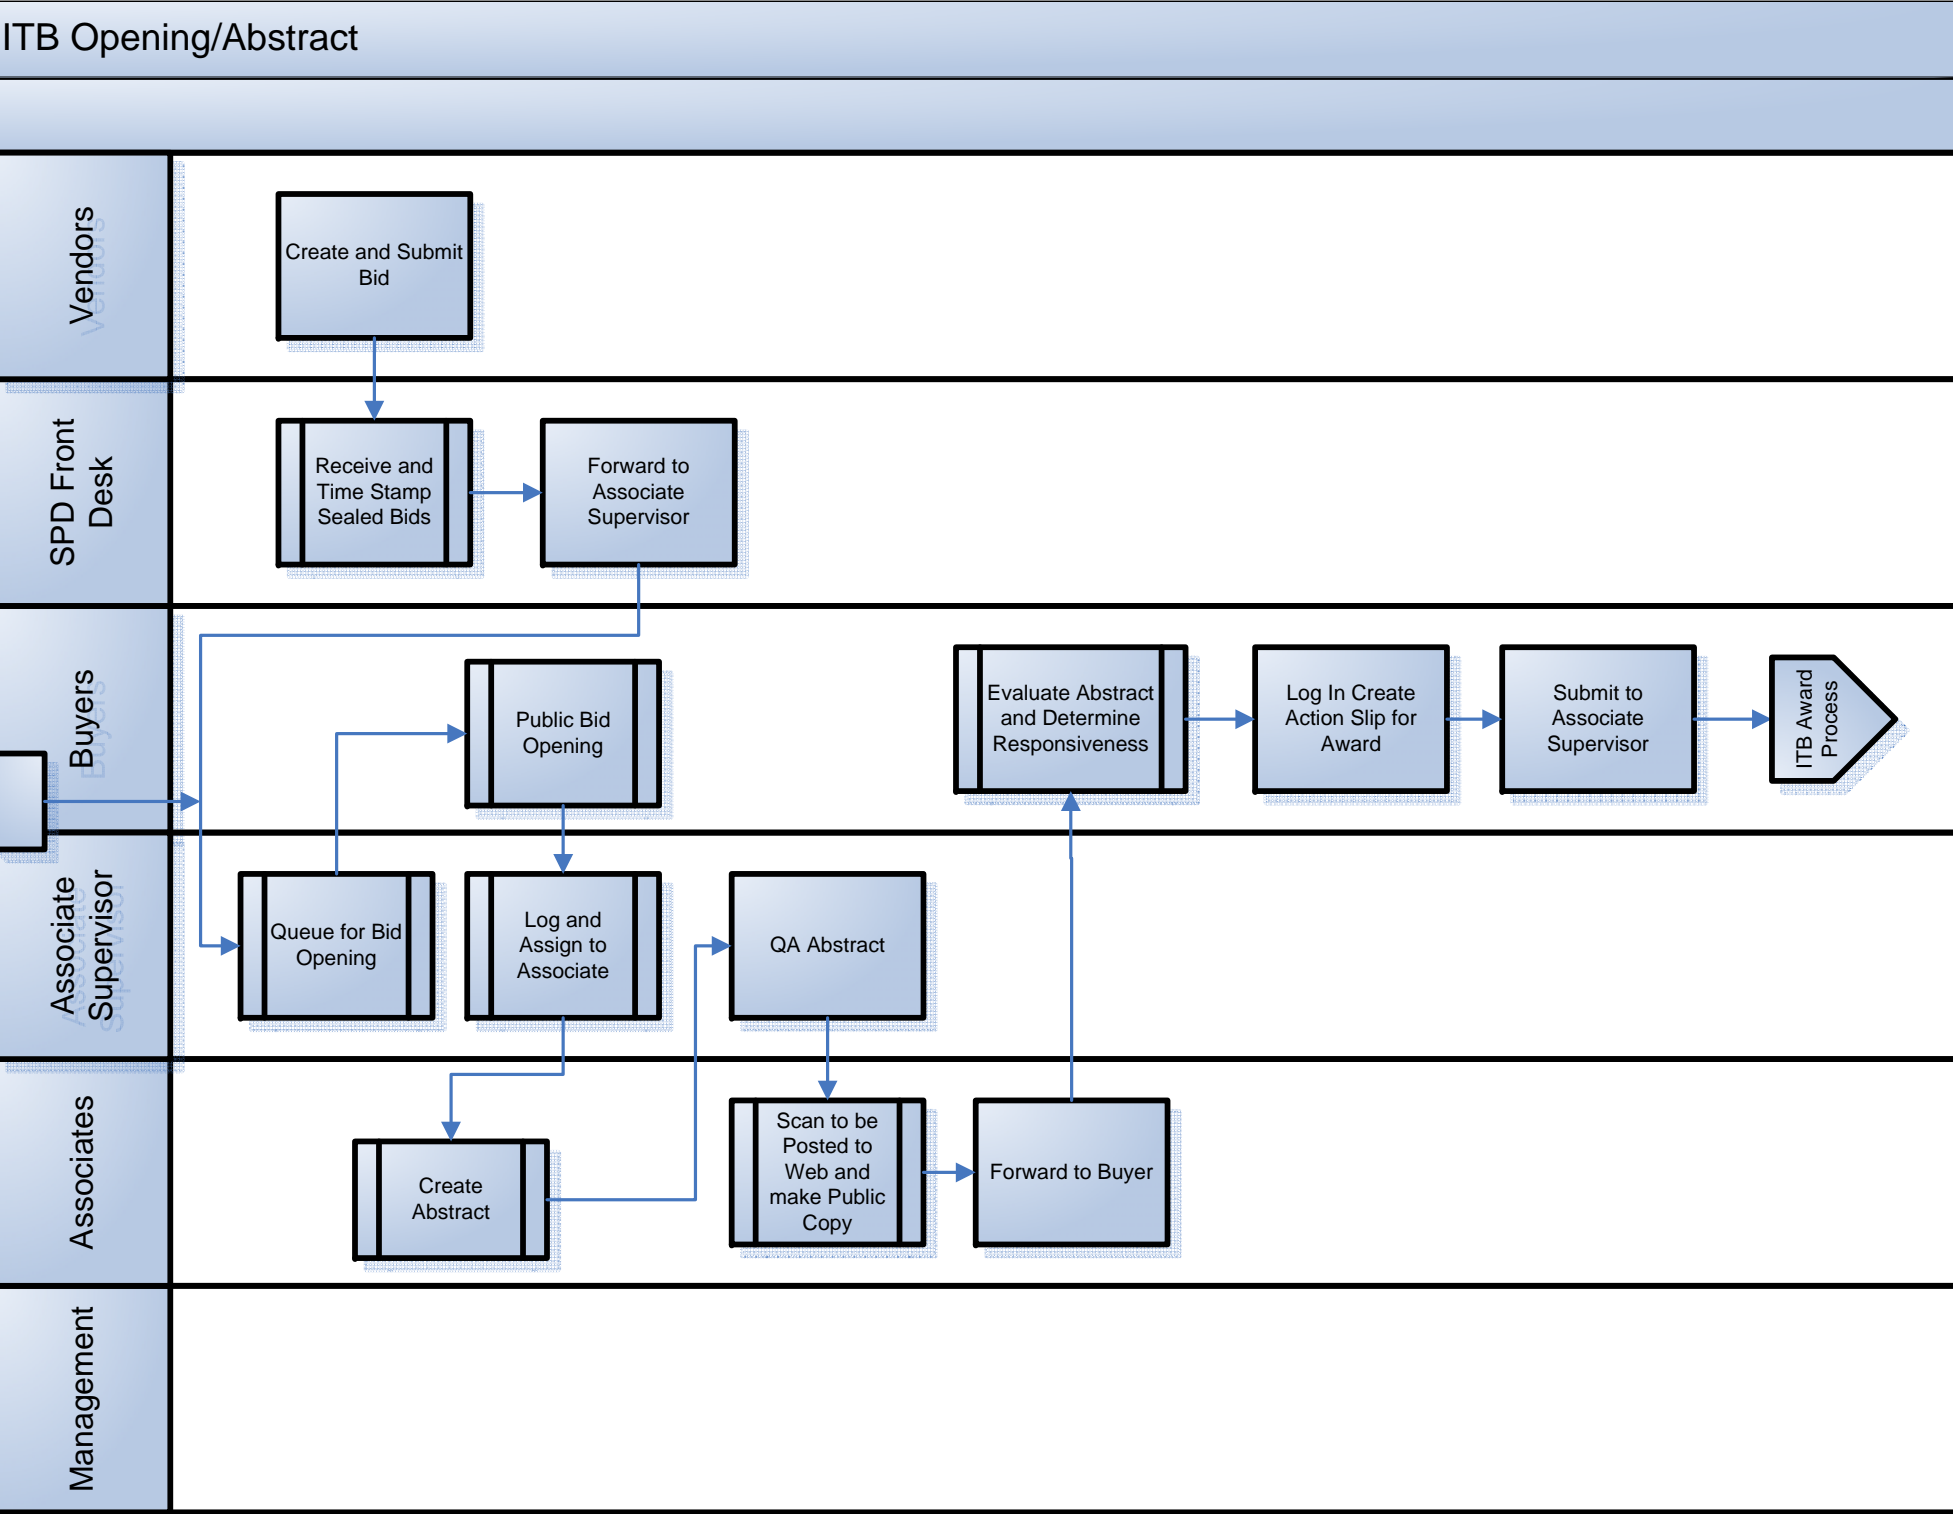 ITB Opening/Abstract
Vendors
Create and Submit
Bid
SPD Front
Desk
Receive and
Time Stamp
Sealed Bids
Forward to
Associate
Supervisor
Buyers
Public Bid
Opening
Evaluate Abstract
and Determine
Responsiveness
Log In Create
Action Slip for
Award
Submit to
Associate
Supervisor
ITB Award
Process
Associate
Supervisor
Queue for Bid
Opening
Log and
Assign to
Associate
QA Abstract
Associates
Create
Abstract
Scan to be
Posted to
Web and
make Public
Copy
Forward to Buyer
Management